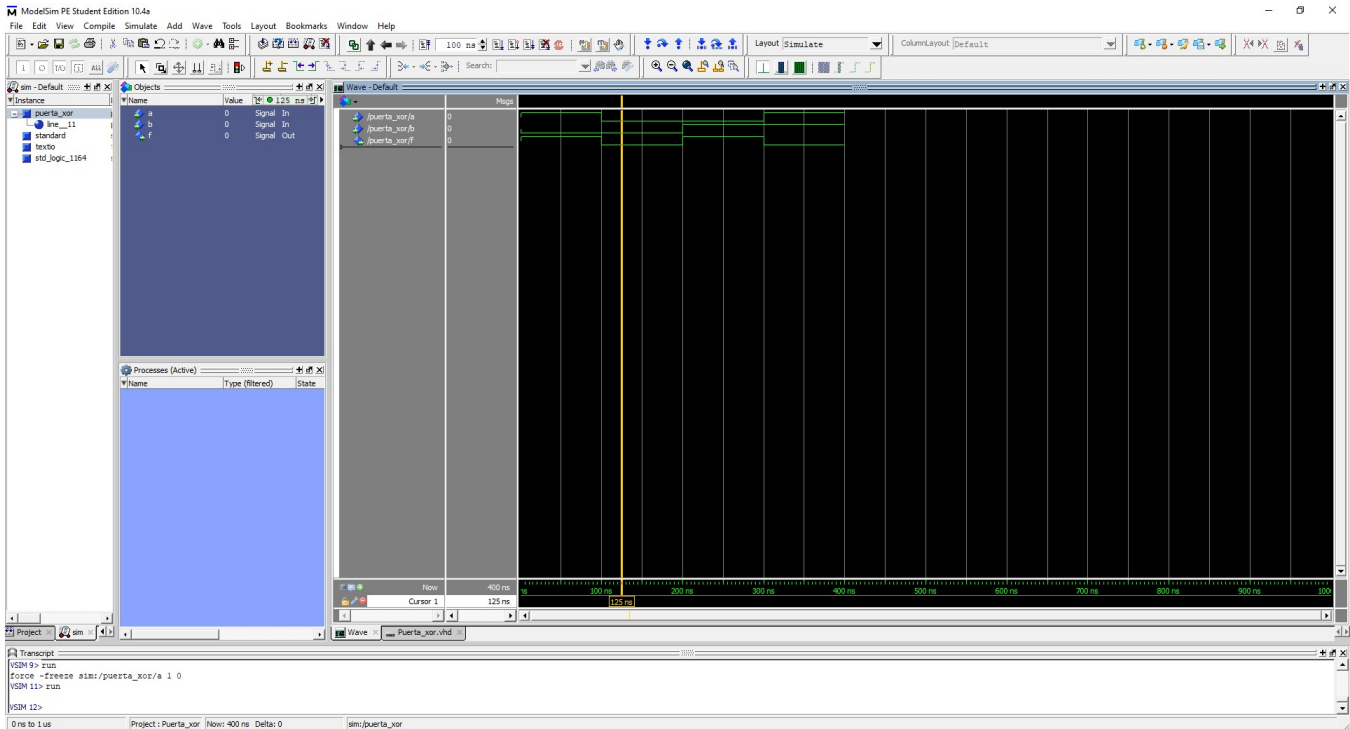 ModelSim PE Student Edition 10.4a
File Edit View Compile Simulate Add Wave Tools Layout Bookmarks Window Help
100 ns Layout Simulate ColumnLayout Default
Search:
sim - Default Objects Wave - Default
Instance Name Value 125 ns Msgs
puerta_xor a 0 Signal In /puerta_xor/a 0
line__11 b 0 Signal In /puerta_xor/b 0
standard f 0 Signal Out /puerta_xor/f 0
textio
std_logic_1164
Processes (Active)
Name Type (filtered) State
Now 400 ns ns 100 ns 200 ns 300 ns 400 ns 500 ns 600 ns 700 ns 800 ns 900 ns 100
Cursor 1 125 ns 125 ns
Project sim Wave Puerta_xor.vhd
Transcript
VSIM 9> run
force -freeze sim:/puerta_xor/a 1 0
VSIM 11> run
VSIM 12>
0 ns to 1 us Project : Puerta_xor Now: 400 ns Delta: 0 sim:/puerta_xor